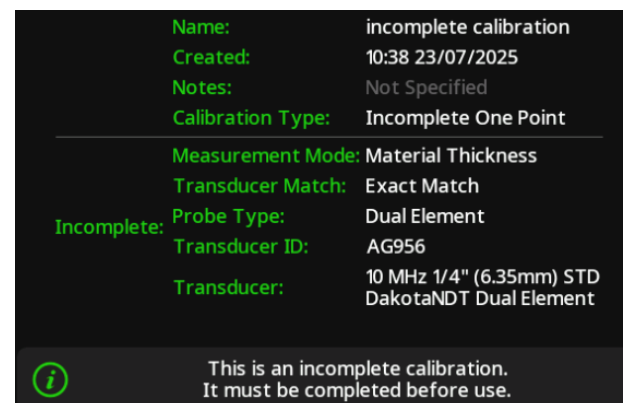 Name: incomplete calibration
Created: 10:38 23/07/2025
Notes: Not Specified
Calibration Type: Incomplete One Point
Measurement Mode: Material Thickness
Transducer Match: Exact Match
Incomplete: Probe Type: Dual Element
Transducer ID: AG956
Transducer: 10 MHz 1/4" (6.35mm) STD
DakotaNDT Dual Element
This is an incomplete calibration.
It must be completed before use.